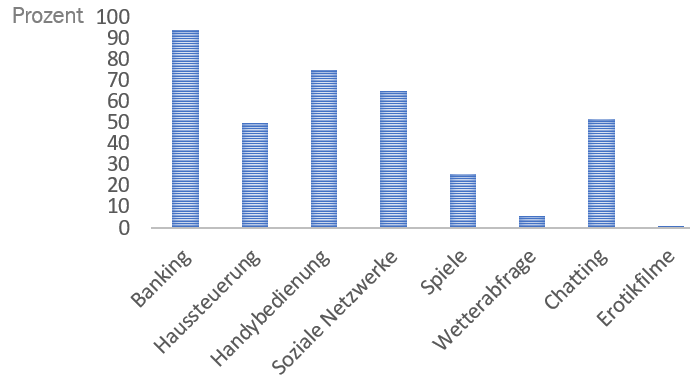 Prozent
100
90
80
70
60
50
40
30
20
10
0
Banking
Haussteuerung
Handybedienung
Soziale Netzwerke
Spiele
Wetterabfrage
Chatting
Erotikfilme